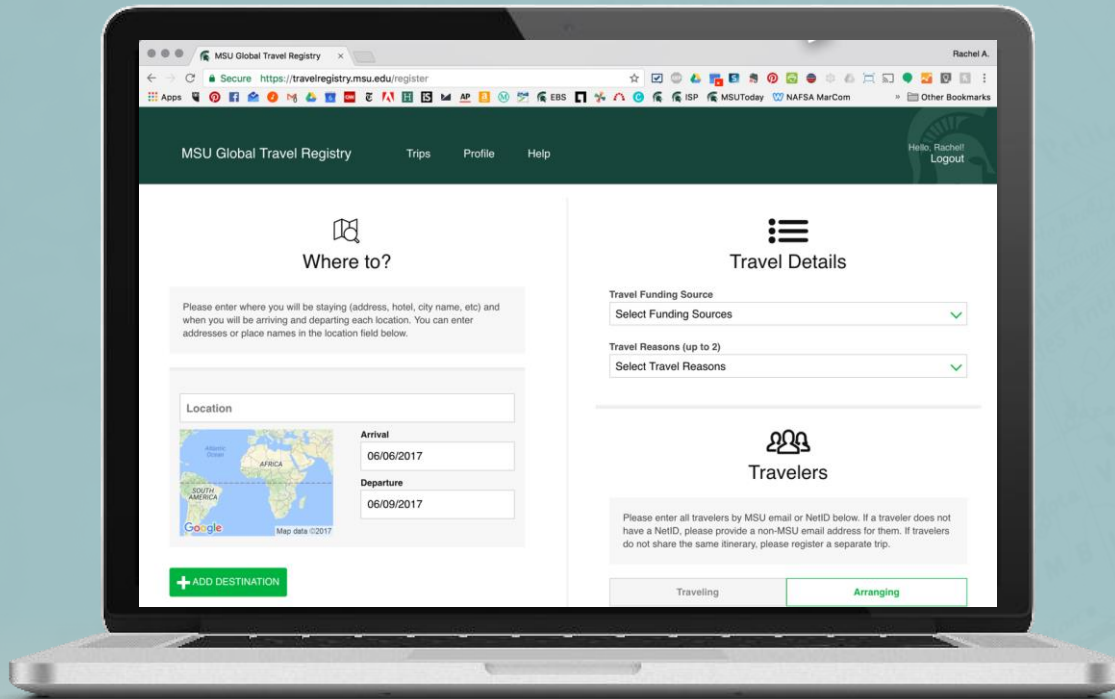 MSU Global Travel Registry
Rachel A.
Secure https://travelregistry.msu.edu/register
Apps
EBS
ISP
MSUToday
NAFSA MarCom
» Other Bookmarks
MSU Global Travel Registry
Trips
Profile
Help
Hello, Rachel!
Logout
Where to?
Please enter where you will be staying (address, hotel, city name, etc) and
when you will be arriving and departing each location. You can enter
addresses or place names in the location field below.
Location
Atlantic
Ocean
AFRICA
SOUTH
AMERICA
Google
Map data ©2017
Arrival
06/06/2017
Departure
06/09/2017
ADD DESTINATION
Travel Details
Travel Funding Source
Select Funding Sources
Travel Reasons (up to 2)
Select Travel Reasons
Travelers
Please enter all travelers by MSU email or NetID below. If a traveler does not
have a NetID, please provide a non-MSU email address for them. If travelers
do not share the same itinerary, please register a separate trip.
Traveling
Arranging